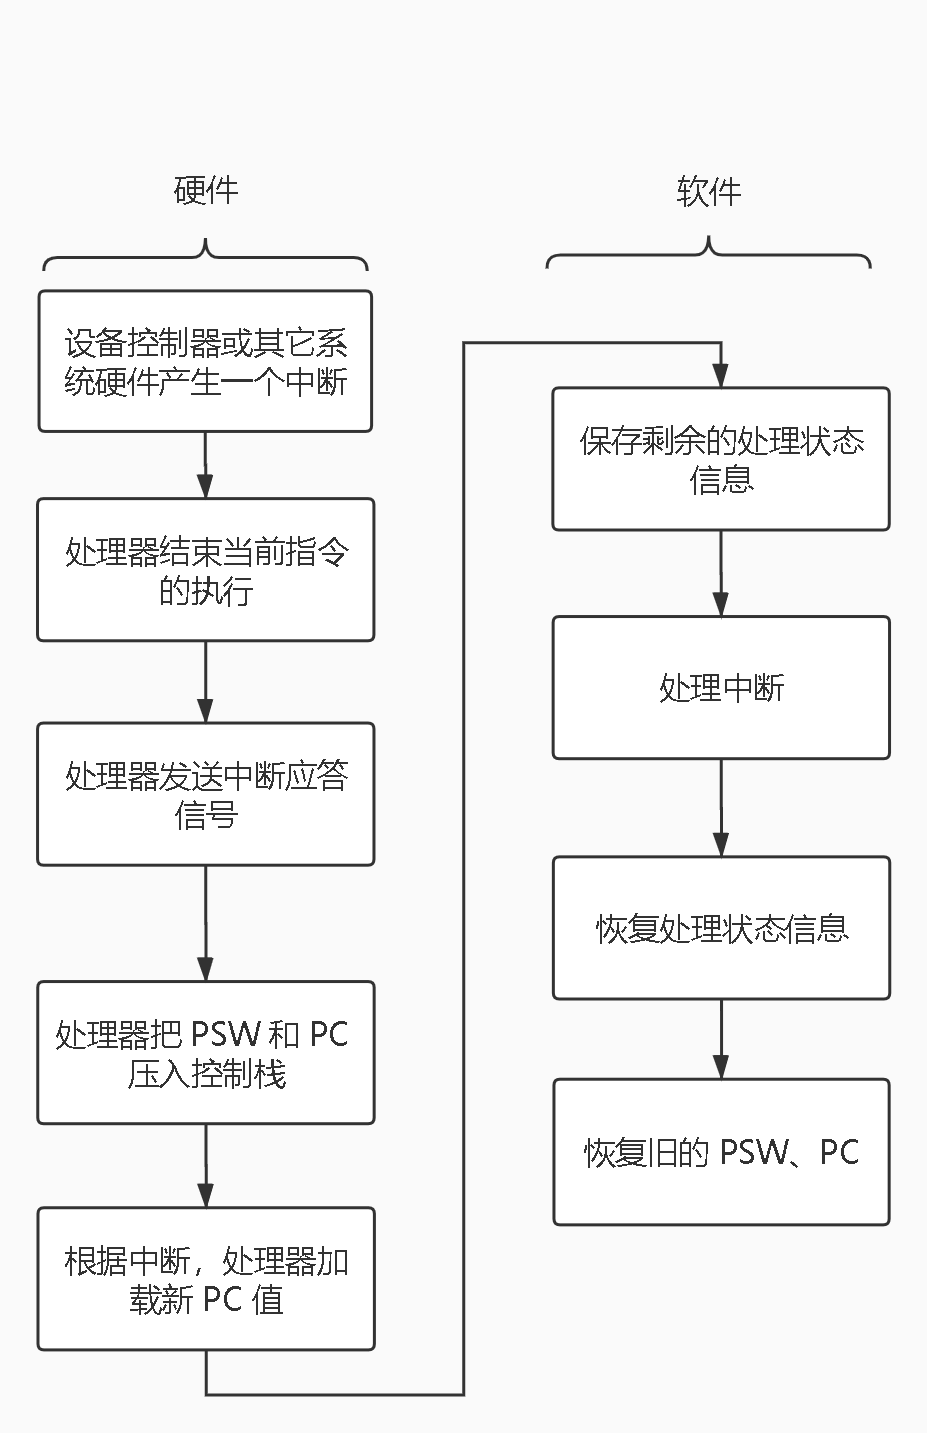 硬件
设备控制器或其它系
统硬件产生一个中断
处理器结束当前指令
的执行
处理器发送中断应答
信号
处理器把 PSW 和 PC
压入控制栈
根据中断，处理器加
载新 PC 值
软件
保存剩余的处理状态
信息
处理中断
恢复处理状态信息
恢复旧的 PSW、PC